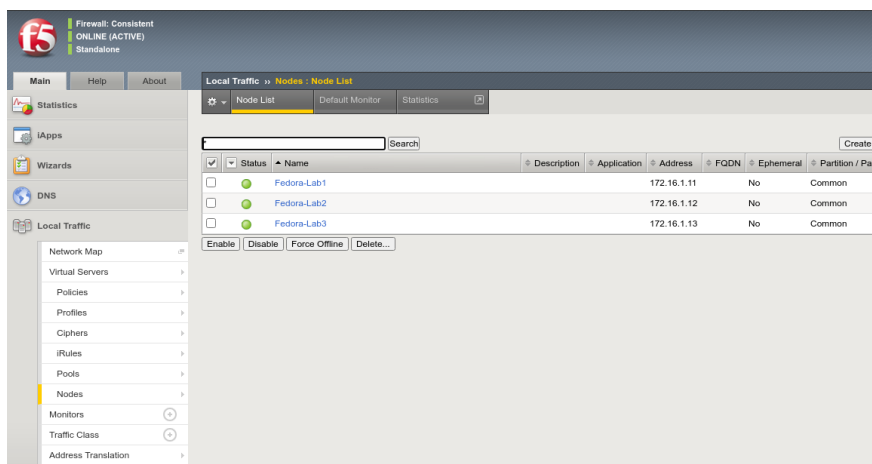 f5
Firewall: Consistent
ONLINE (ACTIVE)
Standalone
Main Help About
Statistics
iApps
Wizards
DNS
Local Traffic
Network Map
Virtual Servers
Policies
Profiles
Ciphers
iRules
Pools
Nodes
Monitors
Traffic Class
Address Translation
Local Traffic ›› Nodes : Node List
Node List Default Monitor Statistics
* Search Create
Status Name Description Application Address FQDN Ephemeral Partition / Pa
Fedora-Lab1 172.16.1.11 No Common
Fedora-Lab2 172.16.1.12 No Common
Fedora-Lab3 172.16.1.13 No Common
Enable Disable Force Offline Delete...